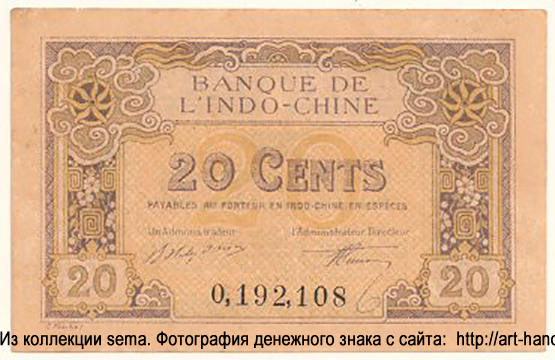 BANQUE DE
L'INDO-CHINE
20 CENTS
PAYABLES AU PORTEUR EN INDO-CHINE EN ESPÈCES
Un Administrateur L'Administrateur Directeur
20 0,192,108 20
Из коллекции sema. Фотография денежного знака с сайта: http://art-han